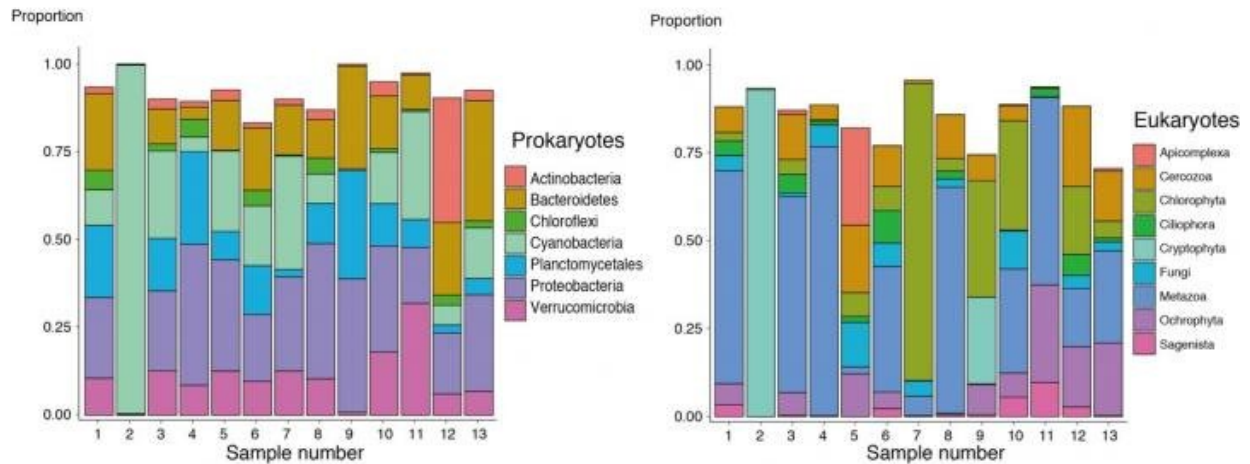 Proportion
1.00
0.75
0.50
0.25
0.00
1 2 3 4 5 6 7 8 9 10 11 12 13
Sample number
Prokaryotes
Actinobacteria
Bacteroidetes
Chloroflexi
Cyanobacteria
Planctomycetales
Proteobacteria
Verrucomicrobia
Proportion
1.00
0.75
0.50
0.25
0.00
1 2 3 4 5 6 7 8 9 10 11 12 13
Sample number
Eukaryotes
Apicomplexa
Cercozoa
Chlorophyta
Ciliophora
Cryptophyta
Fungi
Metazoa
Ochrophyta
Sagenista